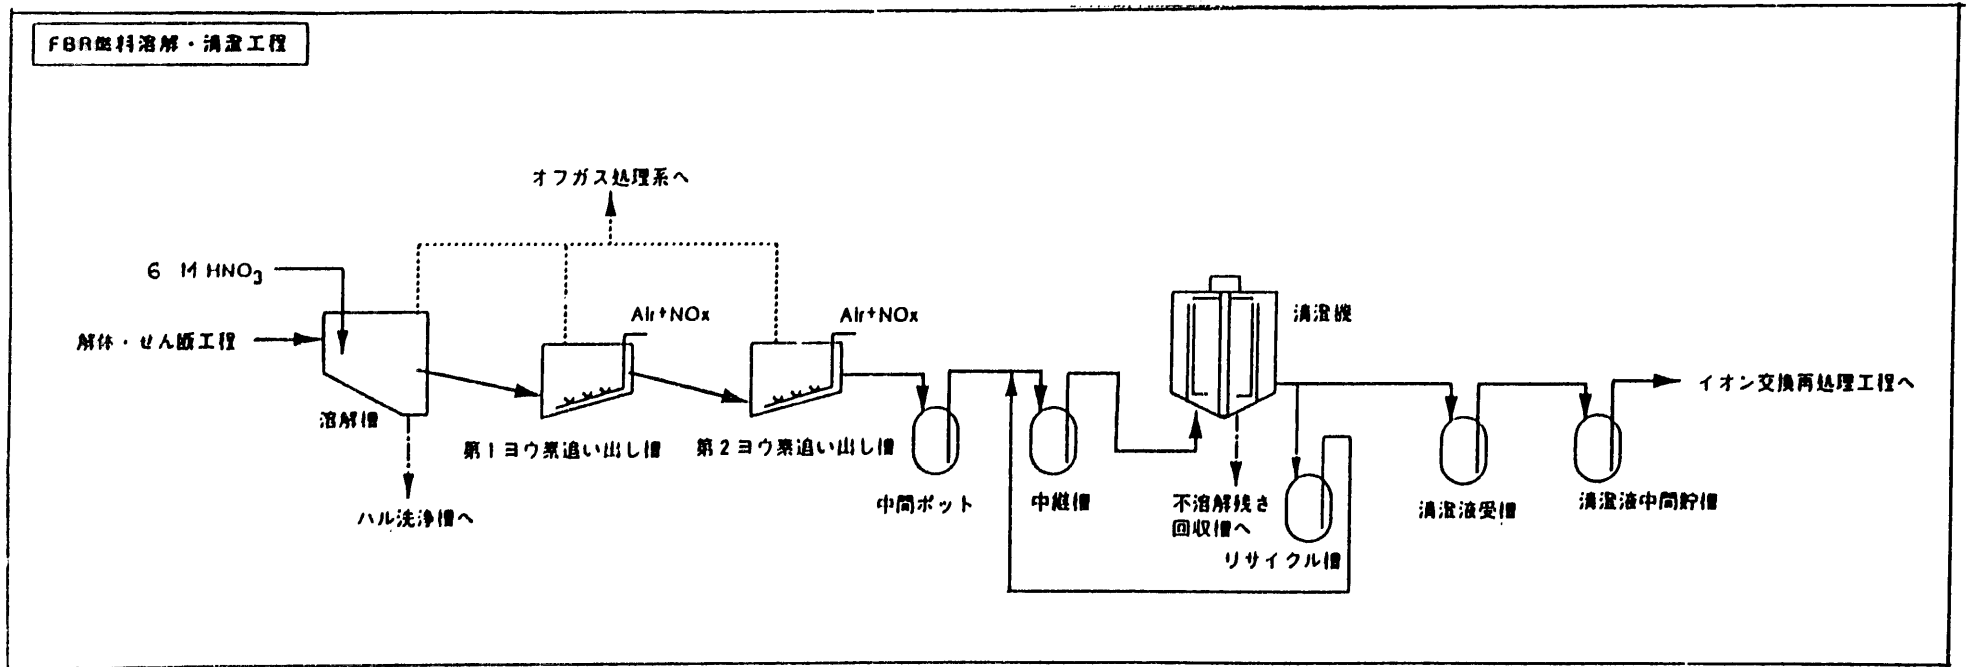 FBR燃料溶解・清澄工程
オフガス処理系へ
6 M HNO3
解体・せん断工程
溶解槽
ハル洗浄槽へ
Air+NOx
第1ヨウ素追い出し槽
Air+NOx
第2ヨウ素追い出し槽
中間ポット
中継槽
清澄機
不溶解残さ
回収槽へ
リサイクル槽
清澄液受槽
清澄液中間貯槽
イオン交換再処理工程へ